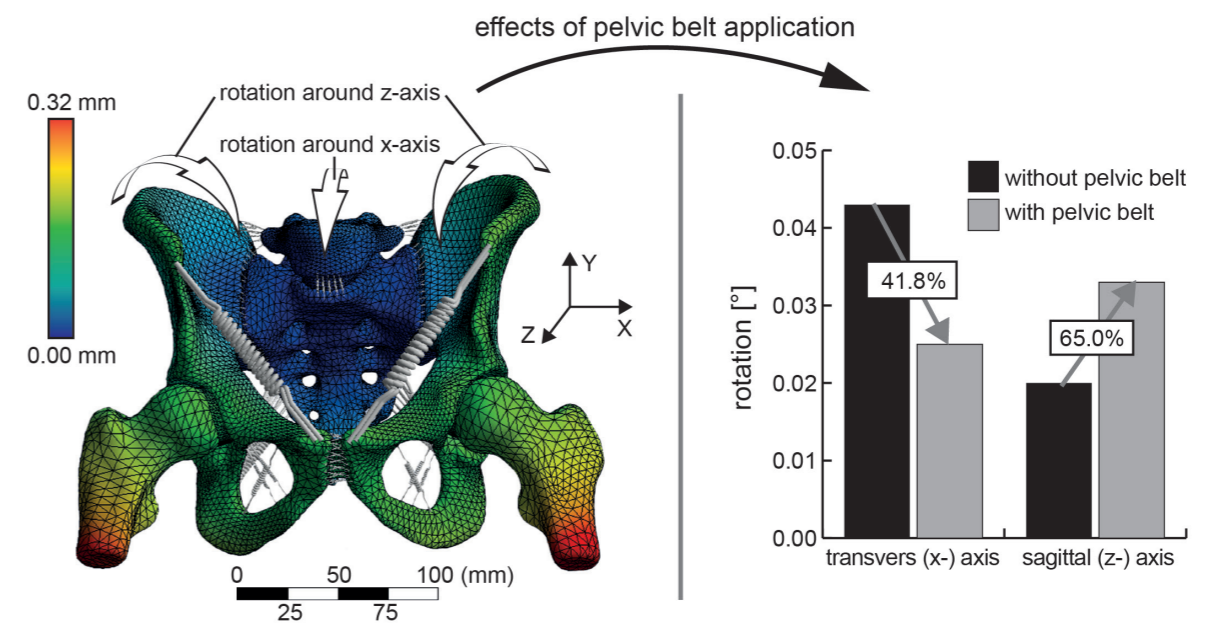 effects of pelvic belt application
0.32 mm
0.00 mm
rotation around z-axis
rotation around x-axis
Y
X
Z
0 50 100 (mm)
25 75
rotation [°]
0.05
0.04
0.03
0.02
0.01
0.00
without pelvic belt
with pelvic belt
41.8%
65.0%
transvers (x-) axis sagittal (z-) axis